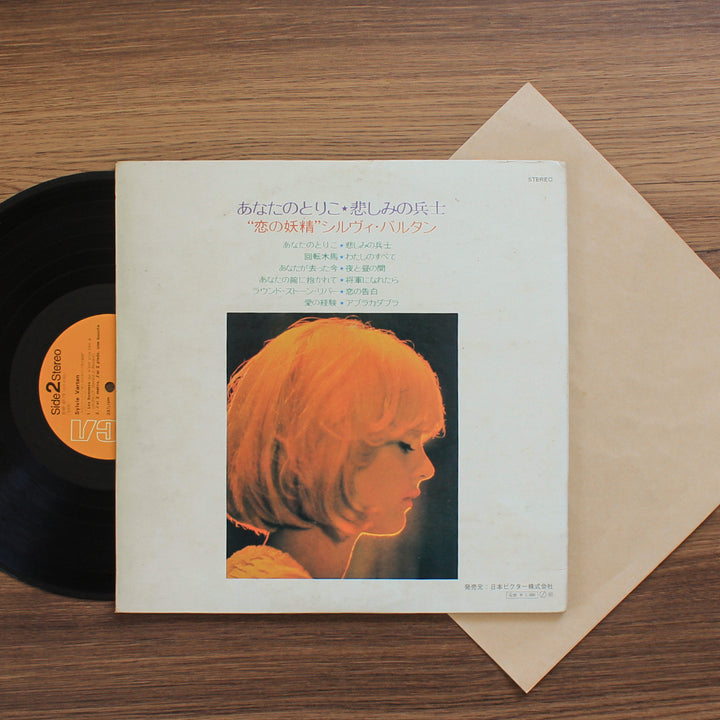 STEREO
あなたのとりこ★悲しみの兵士
“恋の妖精”シルヴィ・バルタン
あなたのとりこ★悲しみの兵士
回転木馬★わたしのすべて
あなたが去った今★夜と昼の間
あなたの腕に抱かれて★将軍になれたら
ラウンド・ストーン・リバー★恋の告白
愛の経験★アブラカダブラ
発売元：日本ビクター株式会社
Side 2 Stereo
Sylvie Vartan
RCA